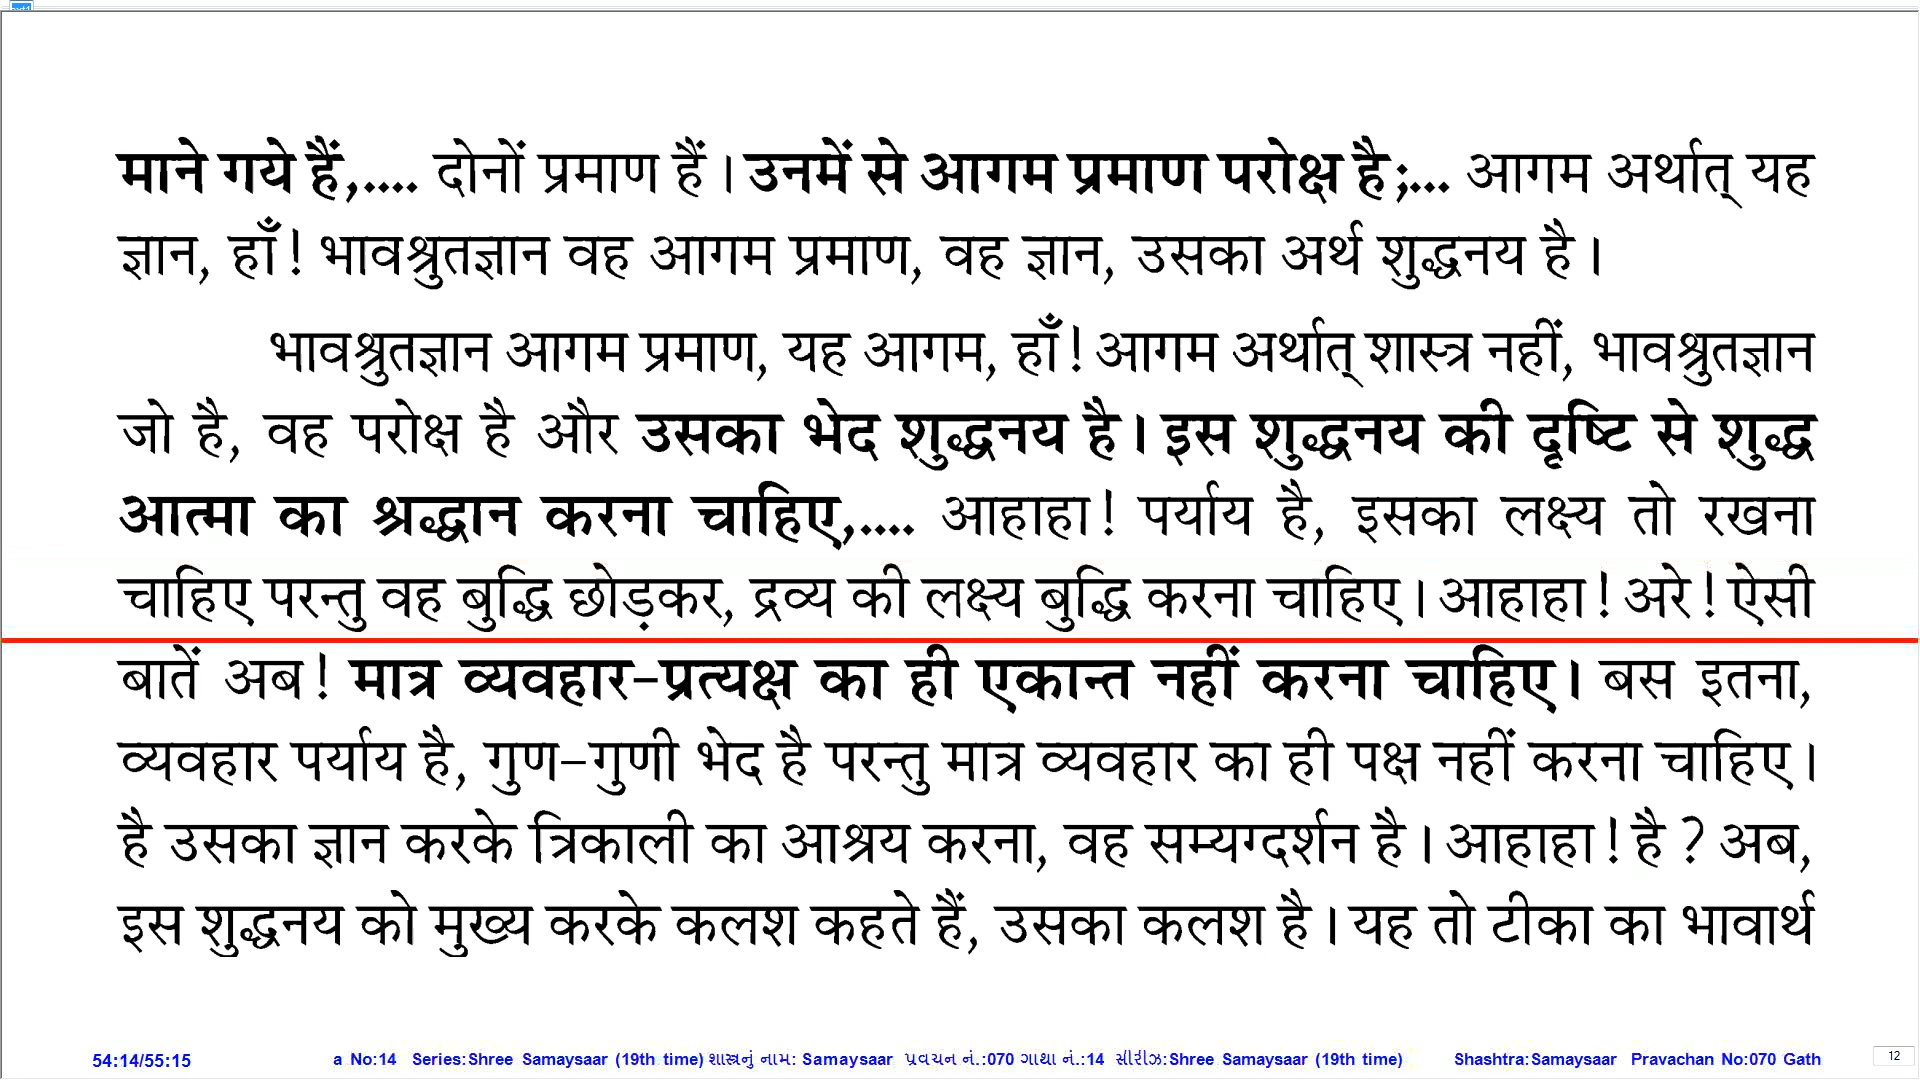 माने गये हैं,.... दोनों प्रमाण हैं। उनमें से आगम प्रमाण परोक्ष है;... आगम अर्थात् यह
ज्ञान, हाँ! भावश्रुतज्ञान वह आगम प्रमाण, वह ज्ञान, उसका अर्थ शुद्धनय है।
भावश्रुतज्ञान आगम प्रमाण, यह आगम, हाँ! आगम अर्थात् शास्त्र नहीं, भावश्रुतज्ञान
जो है, वह परोक्ष है और उसका भेद शुद्धनय है। इस शुद्धनय की दृष्टि से शुद्ध
आत्मा का श्रद्धान करना चाहिए,.... आहाहा! पर्याय है, इसका लक्ष्य तो रखना
चाहिए परन्तु वह बुद्धि छोड़कर, द्रव्य की लक्ष्य बुद्धि करना चाहिए। आहाहा! अरे! ऐसी
बातें अब! मात्र व्यवहार-प्रत्यक्ष का ही एकान्त नहीं करना चाहिए। बस इतना,
व्यवहार पर्याय है, गुण-गुणी भेद है परन्तु मात्र व्यवहार का ही पक्ष नहीं करना चाहिए।
है उसका ज्ञान करके त्रिकाली का आश्रय करना, वह सम्यग्दर्शन है। आहाहा! है ? अब,
इस शुद्धनय को मुख्य करके कलश कहते हैं, उसका कलश है। यह तो टीका का भावार्थ
54:14/55:15 a No:14 Series:Shree Samaysaar (19th time) શાસ્ત્રનું નામ: Samaysaar પ્રવચન નં.:070 ગાથા નં.:14 સીરીઝ:Shree Samaysaar (19th time) Shashtra:Samaysaar Pravachan No:070 Gath 12